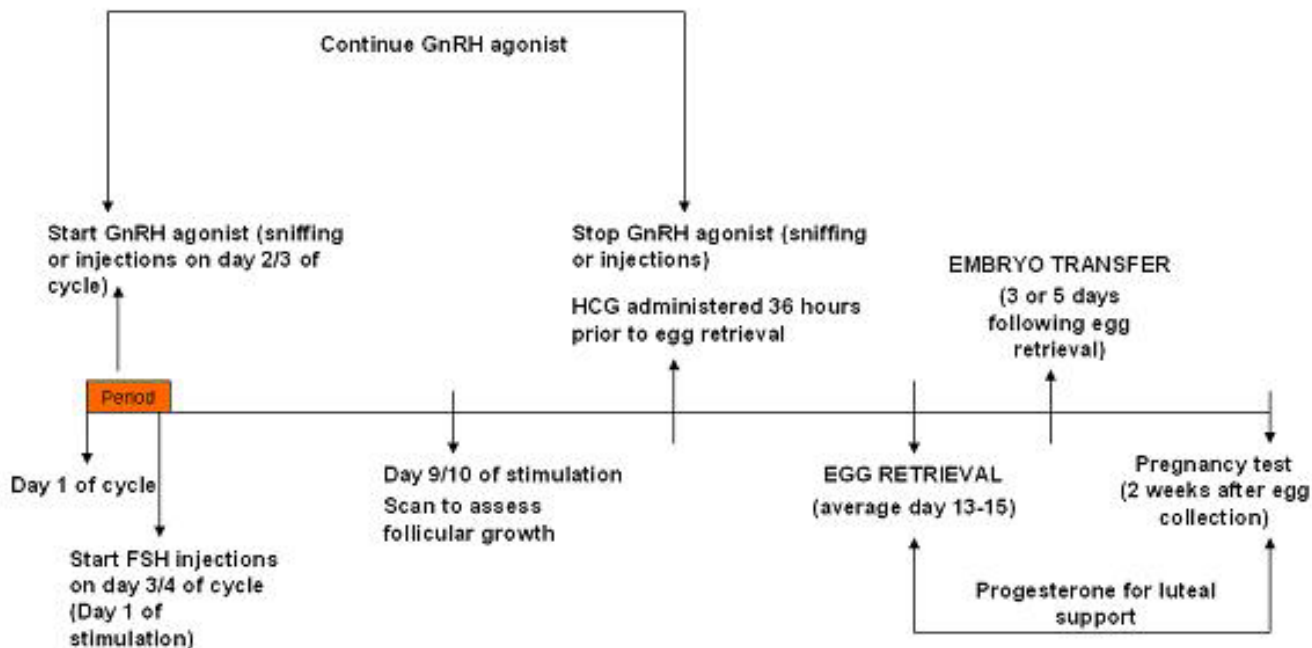 Continue GnRH agonist
Start GnRH agonist (sniffing
or injections on day 2/3 of
cycle)
Stop GnRH agonist (sniffing
or injections)
HCG administered 36 hours
prior to egg retrieval
EMBRYO TRANSFER
(3 or 5 days
following egg
retrieval)
Period
Day 1 of cycle
Start FSH injections
on day 3/4 of cycle
(Day 1 of
stimulation)
Day 9/10 of stimulation
Scan to assess
follicular growth
EGG RETRIEVAL
(average day 13-15)
Pregnancy test
(2 weeks after egg
collection)
Progesterone for luteal
support